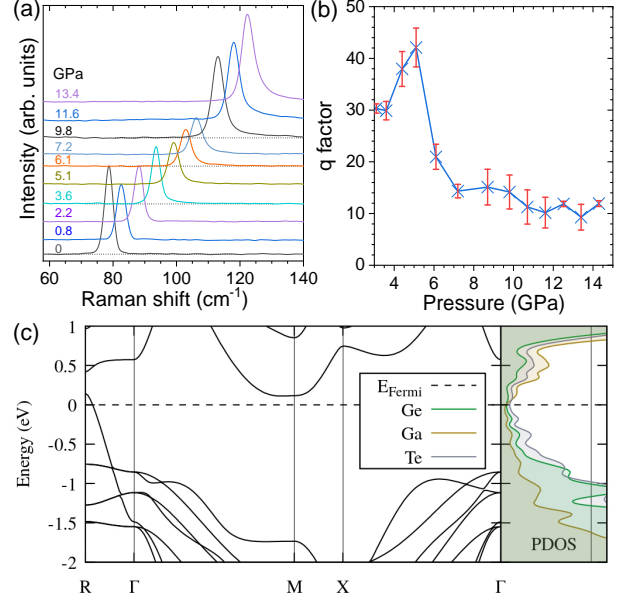 (a)
Intensity (arb. units)
GPa
13.4
11.6
9.8
7.2
6.1
5.1
3.6
2.2
0.8
0
60 80 100 120 140
Raman shift (cm⁻¹)
(b)
q factor
60
50
40
30
20
10
0
4 6 8 10 12 14
Pressure (GPa)
(c)
Energy (eV)
1
0.5
0
-0.5
-1
-1.5
-2
E_Fermi
Ge
Ga
Te
PDOS
R Γ M X Γ